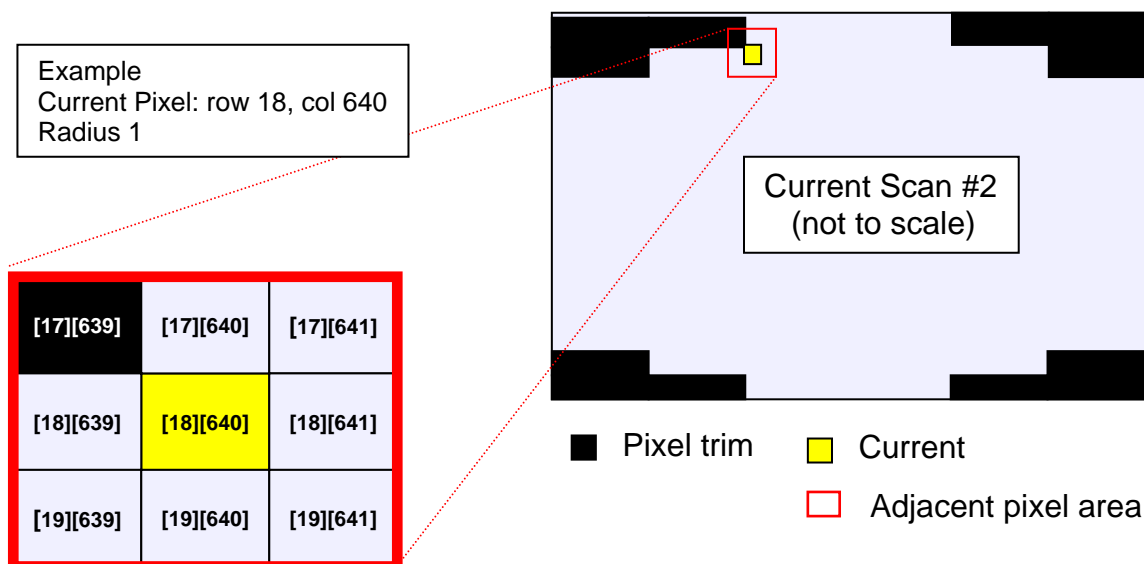 Example
Current Pixel: row 18, col 640
Radius 1
Current Scan #2
(not to scale)
[17][639] [17][640] [17][641]
[18][639] [18][640] [18][641]
[19][639] [19][640] [19][641]
Pixel trim
Current
Adjacent pixel area